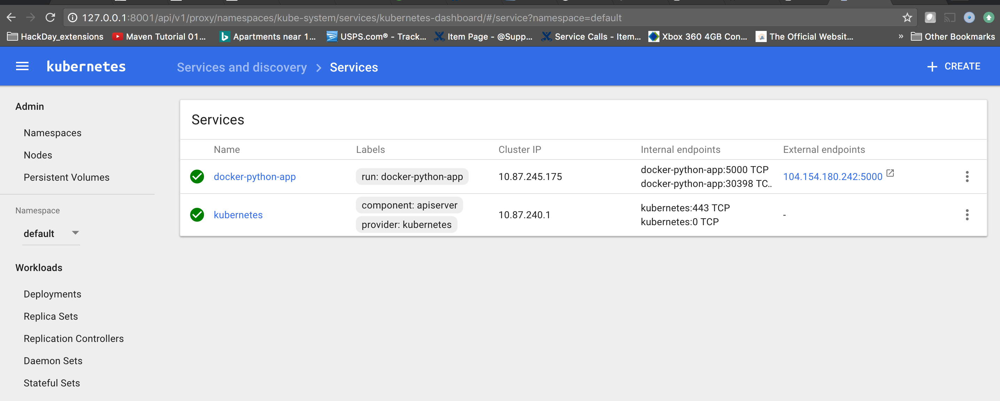 127.0.0.1:8001/api/v1/proxy/namespaces/kube-system/services/kubernetes-dashboard/#/service?namespace=default
HackDay_extensions Maven Tutorial 01... Apartments near 1... USPS.com® - Track... Item Page - @Supp... Service Calls - Item... Xbox 360 4GB Con... The Official Websit... » Other Bookmarks
kubernetes Services and discovery > Services + CREATE
Admin
Namespaces
Nodes
Persistent Volumes
Namespace
default
Workloads
Deployments
Replica Sets
Replication Controllers
Daemon Sets
Stateful Sets
Services
Name Labels Cluster IP Internal endpoints External endpoints
docker-python-app run: docker-python-app 10.87.245.175 docker-python-app:5000 TCP 104.154.180.242:5000
docker-python-app:30398 TC..
component: apiserver kubernetes:443 TCP
kubernetes 10.87.240.1 -
provider: kubernetes kubernetes:0 TCP